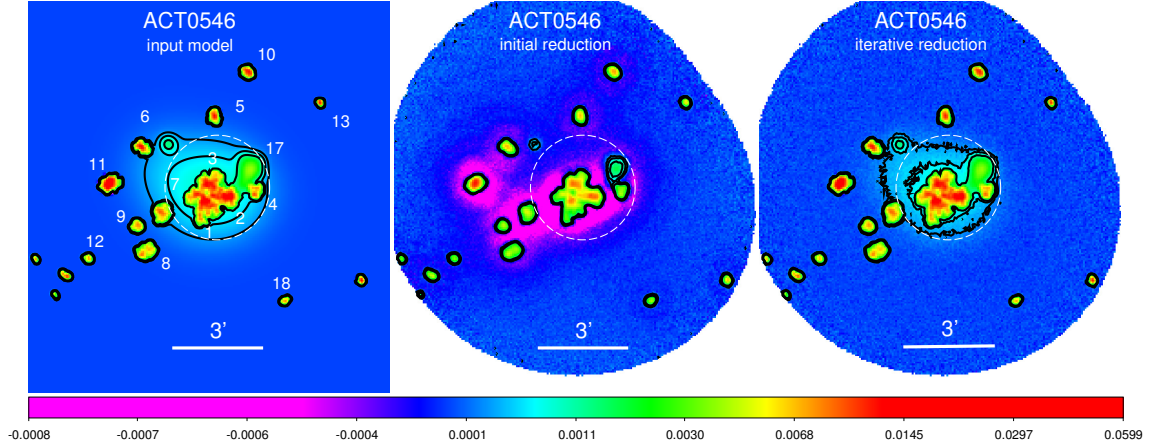 ACT0546
input model
10
5
13
6
17
3
11
7
4
2
9
1
12
8
18
3'
ACT0546
initial reduction
3'
ACT0546
iterative reduction
3'
-0.0008 -0.0007 -0.0006 -0.0004 0.0001 0.0011 0.0030 0.0068 0.0145 0.0297 0.0599